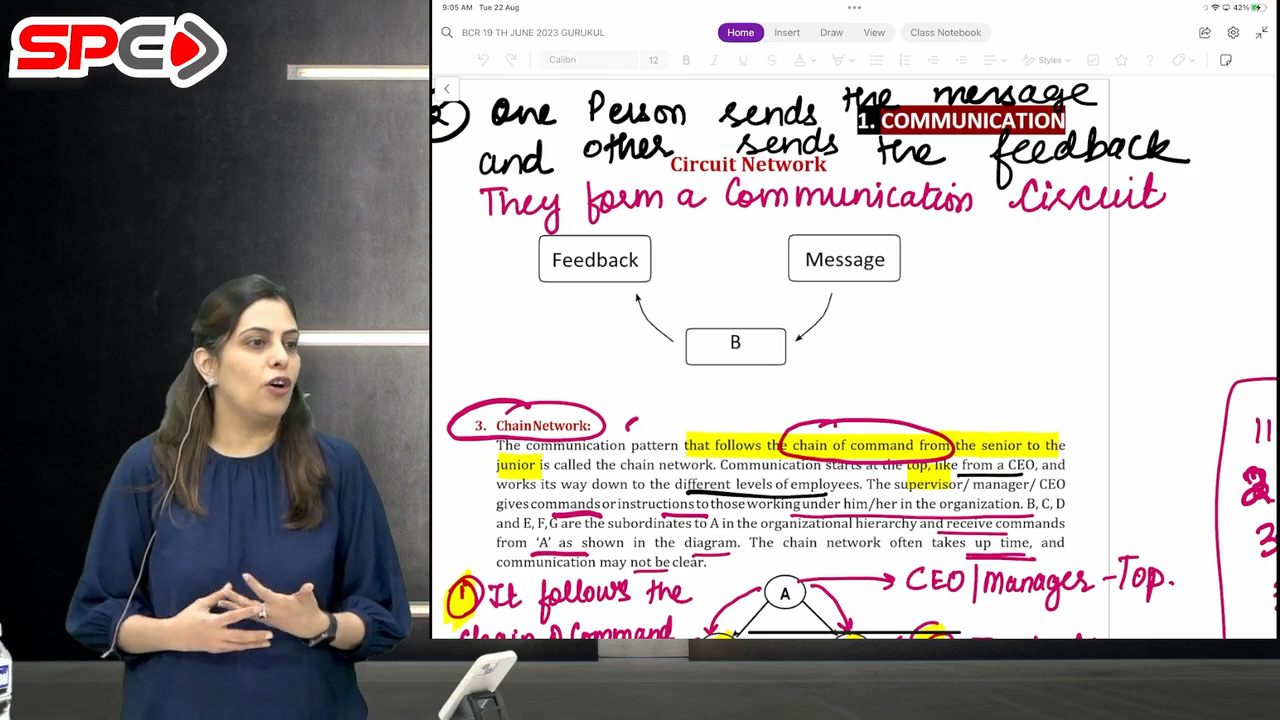 SPC
9:05 AM Tue 22 Aug
42%
BCR 19 TH JUNE 2023 GURUKUL
Home Insert Draw View Class Notebook
Calibri 12 B I U S A Styles
One Person sends the message
1. COMMUNICATION
and other sends the feedback
Circuit Network
They form a Communication Circuit
Feedback
Message
B
3. Chain Network:
The communication pattern that follows the chain of command from the senior to the
junior is called the chain network. Communication starts at the top, like from a CEO, and
works its way down to the different levels of employees. The supervisor/ manager/ CEO
gives commands or instructions to those working under him/her in the organization. B, C, D
and E, F, G are the subordinates to A in the organizational hierarchy and receive commands
from ‘A’ as shown in the diagram. The chain network often takes up time, and
communication may not be clear.
1 It follows the
A
CEO/Manager - Top.
Chain of Command